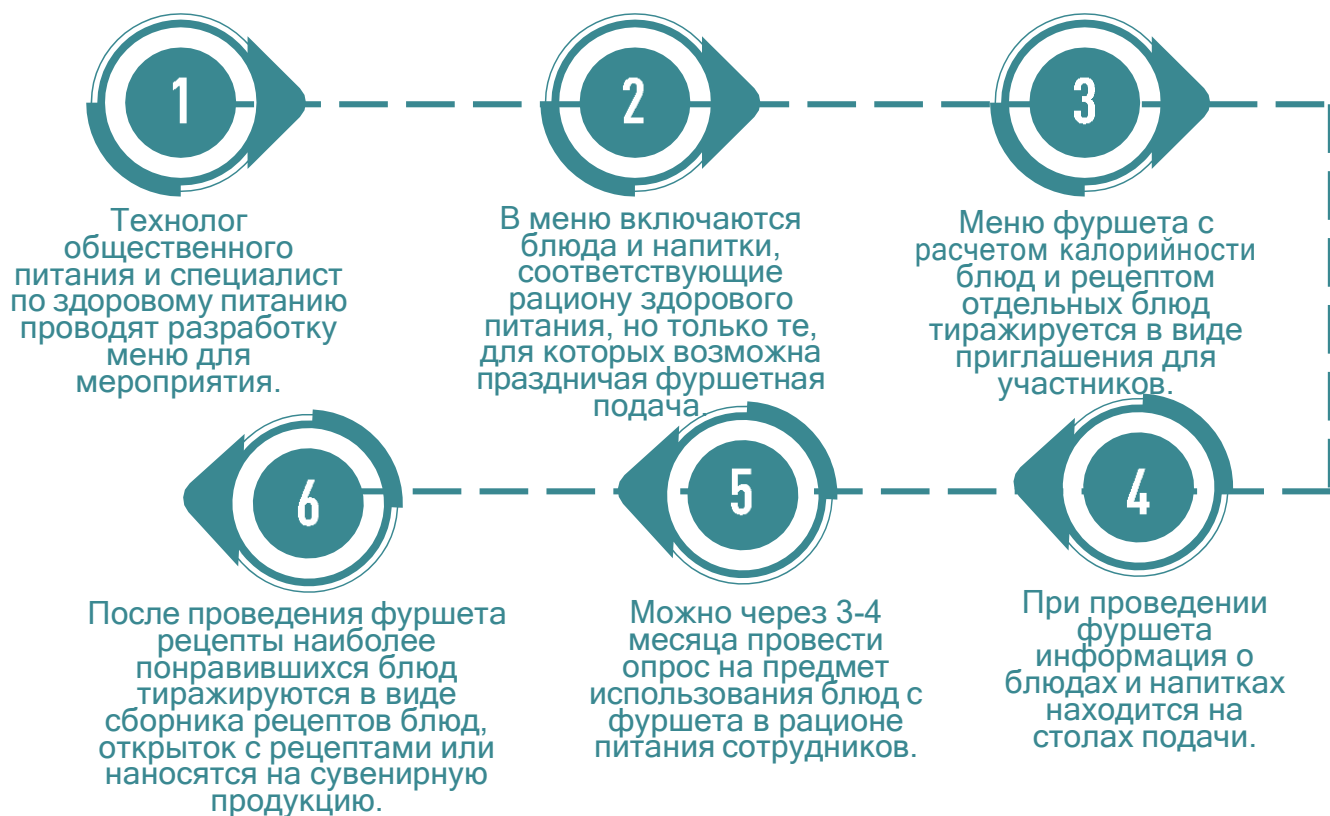 1
Технолог
общественного
питания и специалист
по здоровому питанию
проводят разработку
меню для
мероприятия.
2
В меню включаются
блюда и напитки,
соответствующие
рациону здорового
питания, но только те,
для которых возможна
праздничая фуршетная
подача.
3
Меню фуршета с
расчетом калорийности
блюд и рецептом
отдельных блюд
тиражируется в виде
приглашения для
участников.
4
При проведении
фуршета
информация о
блюдах и напитках
находится на
столах подачи.
5
Можно через 3-4
месяца провести
опрос на предмет
использования блюд с
фуршета в рационе
питания сотрудников.
6
После проведения фуршета
рецепты наиболее
понравившихся блюд
тиражируются в виде
сборника рецептов блюд,
открыток с рецептами или
наносятся на сувенирную
продукцию.